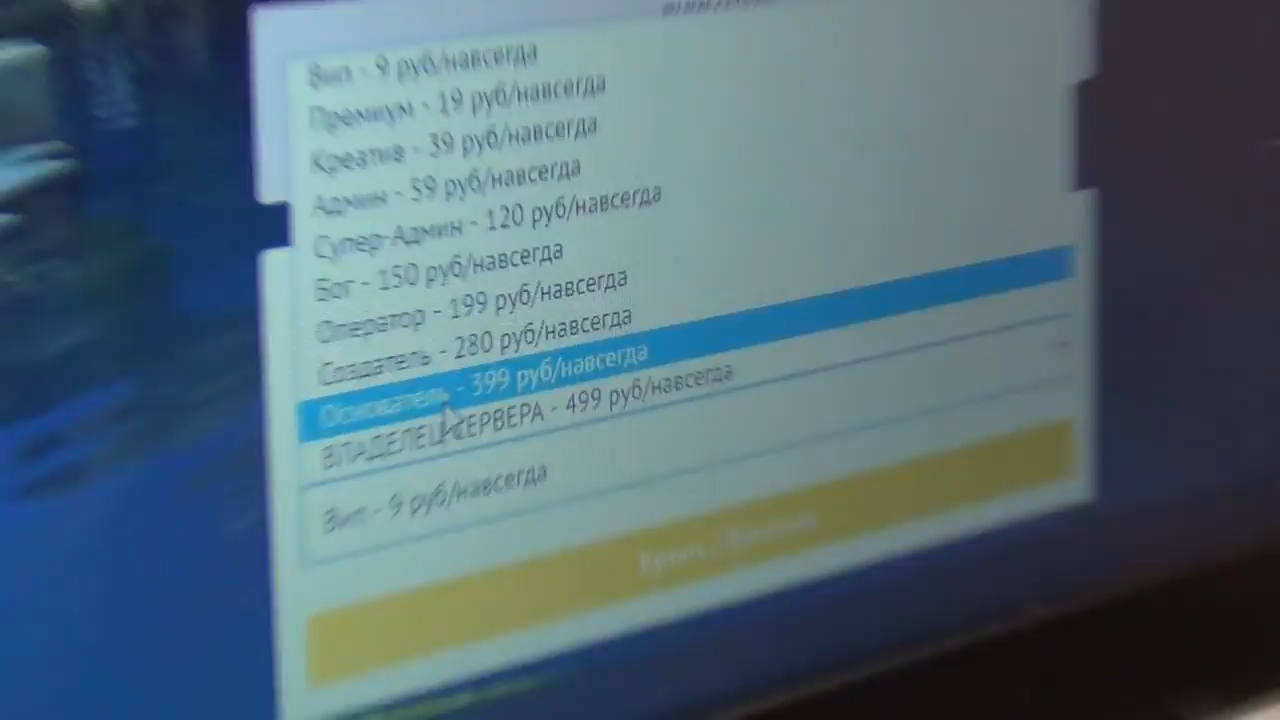 Вип - 9 руб/навсегда
Премиум - 19 руб/навсегда
Креатив - 39 руб/навсегда
Админ - 59 руб/навсегда
Супер-Админ - 120 руб/навсегда
Бот - 150 руб/навсегда
Оператор - 199 руб/навсегда
Создатель - 280 руб/навсегда
Основатель - 399 руб/навсегда
ВЛАДЕЛЕЦ СЕРВЕРА - 499 руб/навсегда
Вип - 9 руб/навсегда
Купить /